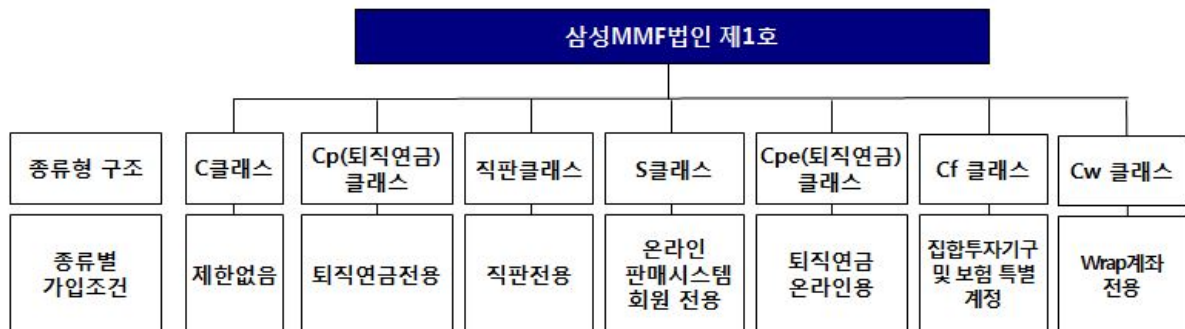 삼성MMF법인 제1호
종류형 구조
C클래스
Cp(퇴직연금)
클래스
직판클래스
S클래스
Cpe(퇴직연금)
클래스
Cf 클래스
Cw 클래스
종류별
가입조건
제한없음
퇴직연금전용
직판전용
온라인
판매시스템
회원 전용
퇴직연금
온라인용
집합투자기구
및 보험 특별
계정
Wrap계좌
전용